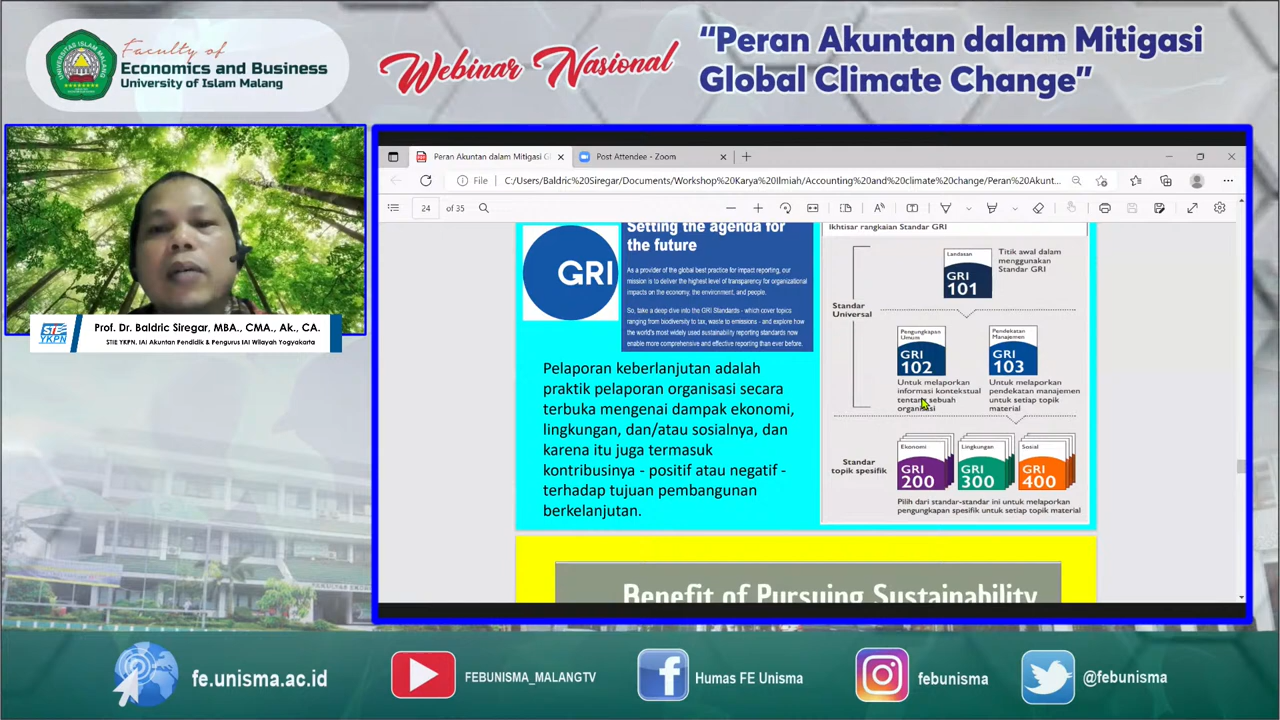 Faculty of
Economics and Business
University of Islam Malang
UNIVERSITAS ISLAM MALANG
Webinar Nasional
“Peran Akuntan dalam Mitigasi
Global Climate Change”
Prof. Dr. Baldric Siregar, MBA., CMA., Ak., CA.
STIE YKPN, IAI Akuntan Pendidik & Pengurus IAI Wilayah Yogyakarta
STIE
YKPN
Peran Akuntan dalam Mitigasi G
Post Attendee - Zoom
File
C:/Users/Baldric%20Siregar/Documents/Workshop%20Karya%20Ilmiah/Accounting%20and%20climate%20change/Peran%20Akunt...
24 of 35
Setting the agenda for
the future
GRI
As a provider of the global best practice for impact reporting, our
mission is to deliver the highest level of transparency for organizational
impacts on the economy, the environment, and people.
So, take a deep dive into the GRI Standards - which cover topics
ranging from biodiversity to tax, waste to emissions - and explore how
the world's most widely used sustainability reporting standards now
enable more comprehensive and effective reporting than ever before.
Pelaporan keberlanjutan adalah
praktik pelaporan organisasi secara
terbuka mengenai dampak ekonomi,
lingkungan, dan/atau sosialnya, dan
karena itu juga termasuk
kontribusinya - positif atau negatif -
terhadap tujuan pembangunan
berkelanjutan.
Ikhtisar rangkaian Standar GRI
Landasan
GRI
101
Titik awal dalam
menggunakan
Standar GRI
Standar
Universal
Pengungkapan
Umum
GRI
102
Pendekatan
Manajemen
GRI
103
Untuk melaporkan
informasi kontekstual
tentang sebuah
organisasi
Untuk melaporkan
pendekatan manajemen
untuk setiap topik
material
Standar
topik spesifik
Ekonomi
GRI
200
Lingkungan
GRI
300
Sosial
GRI
400
Pilih dari standar-standar ini untuk melaporkan
pengungkapan spesifik untuk setiap topik material
Benefit of Pursuing Sustainability
fe.unisma.ac.id
FEBUNISMA_MALANGTV
Humas FE Unisma
febunisma
@febunisma